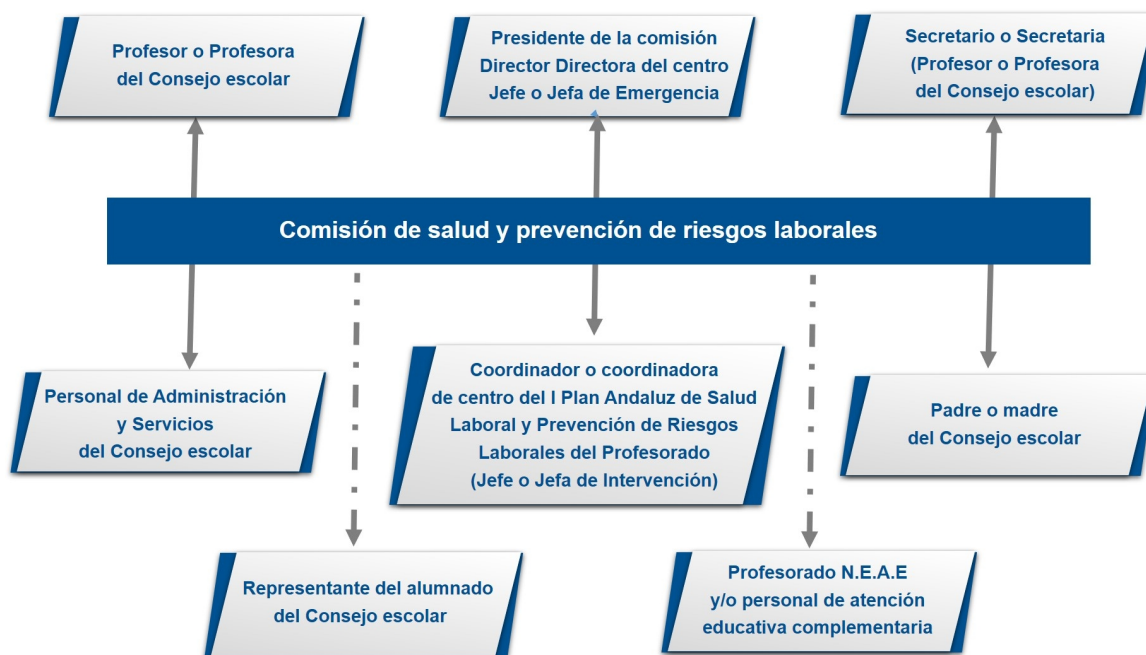 Profesor o Profesora
del Consejo escolar
Presidente de la comisión
Director Directora del centro
Jefe o Jefa de Emergencia
Secretario o Secretaria
(Profesor o Profesora
del Consejo escolar)
Comisión de salud y prevención de riesgos laborales
Personal de Administración
y Servicios
del Consejo escolar
Coordinador o coordinadora
de centro del I Plan Andaluz de Salud
Laboral y Prevención de Riesgos
Laborales del Profesorado
(Jefe o Jefa de Intervención)
Padre o madre
del Consejo escolar
Representante del alumnado
del Consejo escolar
Profesorado N.E.A.E
y/o personal de atención
educativa complementaria